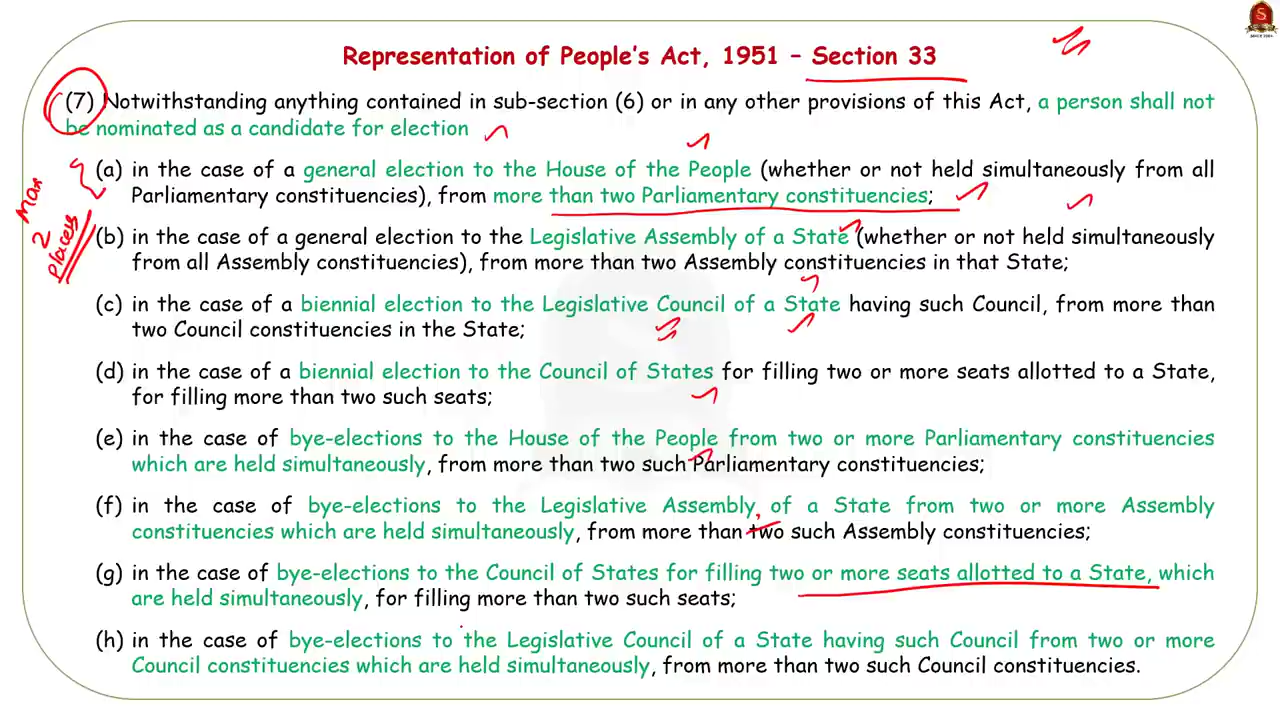 Representation of People's Act, 1951 – Section 33
(7) Notwithstanding anything contained in sub-section (6) or in any other provisions of this Act, a person shall not
be nominated as a candidate for election
(a) in the case of a general election to the House of the People (whether or not held simultaneously from all
Parliamentary constituencies), from more than two Parliamentary constituencies;
Max
2
places
(b) in the case of a general election to the Legislative Assembly of a State (whether or not held simultaneously
from all Assembly constituencies), from more than two Assembly constituencies in that State;
(c) in the case of a biennial election to the Legislative Council of a State having such Council, from more than
two Council constituencies in the State;
(d) in the case of a biennial election to the Council of States for filling two or more seats allotted to a State,
for filling more than two such seats;
(e) in the case of bye-elections to the House of the People from two or more Parliamentary constituencies
which are held simultaneously, from more than two such Parliamentary constituencies;
(f) in the case of bye-elections to the Legislative Assembly of a State from two or more Assembly
constituencies which are held simultaneously, from more than two such Assembly constituencies;
(g) in the case of bye-elections to the Council of States for filling two or more seats allotted to a State, which
are held simultaneously, for filling more than two such seats;
(h) in the case of bye-elections to the Legislative Council of a State having such Council from two or more
Council constituencies which are held simultaneously, from more than two such Council constituencies.